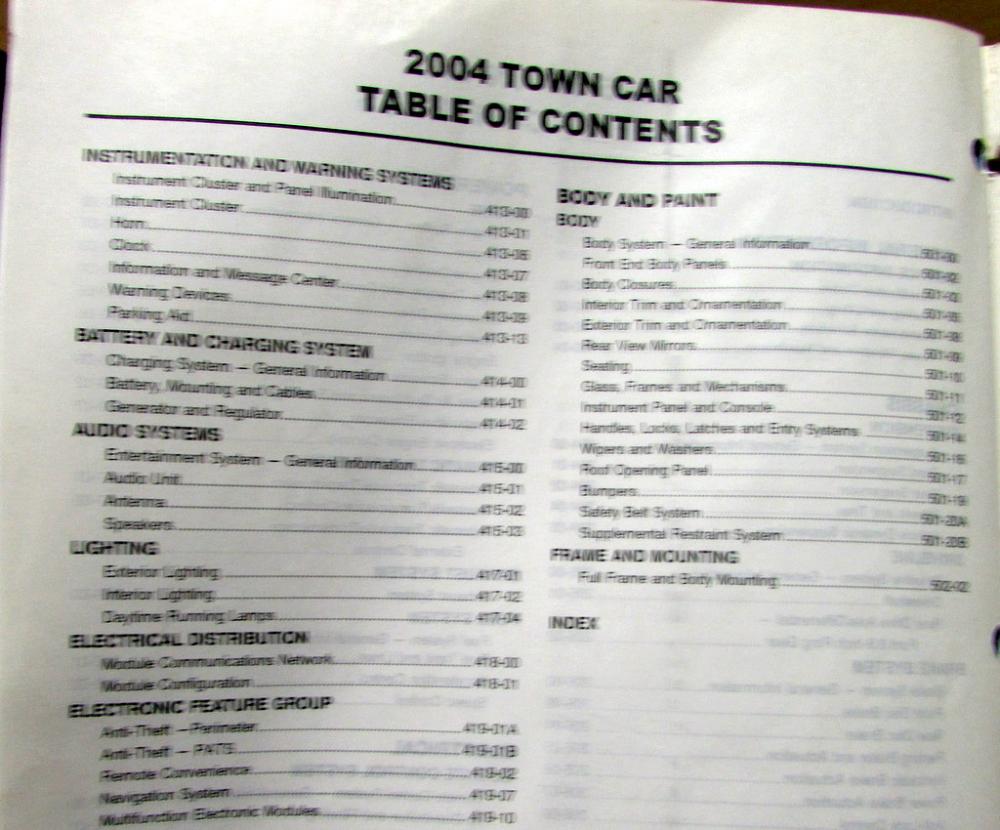 2004 TOWN CAR
TABLE OF CONTENTS
INSTRUMENTATION AND WARNING SYSTEMS
Instrument Cluster and Panel Illumination 413-00
Instrument Cluster 413-01
Horn 413-06
Clock 413-07
Information and Message Center 413-08
Warning Devices 413-09
Parking Aid 413-13
BATTERY AND CHARGING SYSTEM
Charging System — General Information 414-00
Battery, Mounting and Cables 414-01
Generator and Regulator 414-02
AUDIO SYSTEMS
Entertainment System — General Information 415-00
Audio Unit 415-01
Antenna 415-02
Speakers 415-03
LIGHTING
Exterior Lighting 417-01
Interior Lighting 417-02
Daytime Running Lamps 417-04
ELECTRICAL DISTRIBUTION
Module Communications Network 418-00
Module Configuration 418-01
ELECTRONIC FEATURE GROUP
Anti-Theft — Perimeter 419-01A
Anti-Theft — PATS 419-01B
Remote Convenience 419-02
Navigation System 419-07
Multifunction Electronic Modules 419-10
BODY AND PAINT
BODY
Body System — General Information 501-00
Front End Body Panels 501-02
Body Closures 501-03
Interior Trim and Ornamentation 501-05
Exterior Trim and Ornamentation 501-08
Rear View Mirrors 501-09
Seating 501-10
Glass, Frames and Mechanisms 501-11
Instrument Panel and Console 501-12
Handles, Locks, Latches and Entry Systems 501-14
Wipers and Washers 501-16
Roof Opening Panel 501-17
Bumpers 501-19
Safety Belt System 501-20A
Supplemental Restraint System 501-20B
FRAME AND MOUNTING
Full Frame and Body Mounting 502-02
INDEX